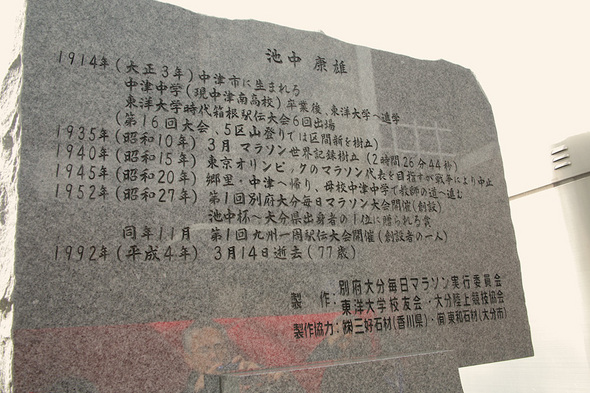 池中 康雄
1914年(大正3年) 中津市に生まれる
中津中学(現中津南高校)卒業後、東洋大学へ進学
東洋大学時代箱根駅伝大会6回出場
(第16回大会、5区山登りでは区間新を樹立)
1935年(昭和10年) 3月 マラソン世界記録樹立(2時間26分44秒)
1940年(昭和15年) 東京オリンピックのマラソン代表を目指すが戦争により中止
1945年(昭和20年) 郷里・中津へ帰り、母校中津中学で教師の道へ進む
1952年(昭和27年) 第1回別府大分毎日マラソン大会開催(創設)
池中杯~大分県出身者の1位に贈られる賞
同年11月 第1回九州一周駅伝大会開催(創設者の一人)
1992年(平成4年) 3月14日逝去(77歳)
製作:別府大分毎日マラソン実行委員会
東洋大学校友会・大分陸上競技協会
製作協力:㈱三好石材(香川県)・㈲東和石材(大分市)